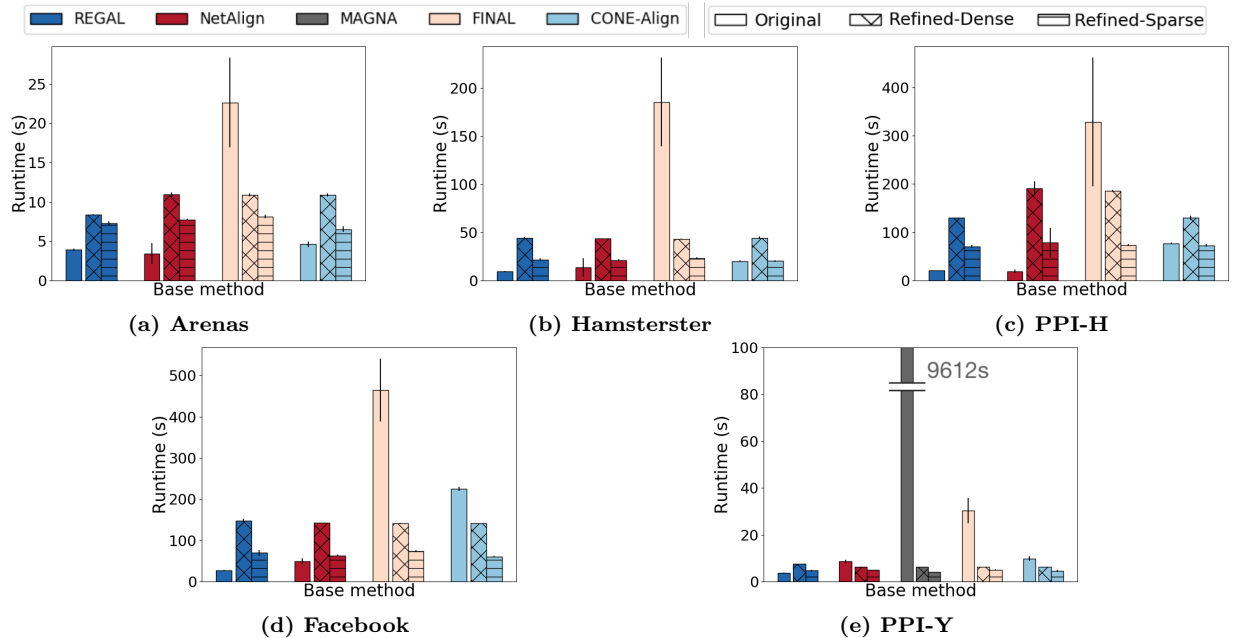 REGAL NetAlign MAGNA FINAL CONE-Align Original Refined-Dense Refined-Sparse
Runtime (s)
25
20
15
10
5
0
Base method
(a) Arenas
Runtime (s)
200
150
100
50
0
Base method
(b) Hamsterster
Runtime (s)
400
300
200
100
0
Base method
(c) PPI-H
Runtime (s)
500
400
300
200
100
0
Base method
(d) Facebook
Runtime (s)
100
80
60
40
20
0
9612s
Base method
(e) PPI-Y